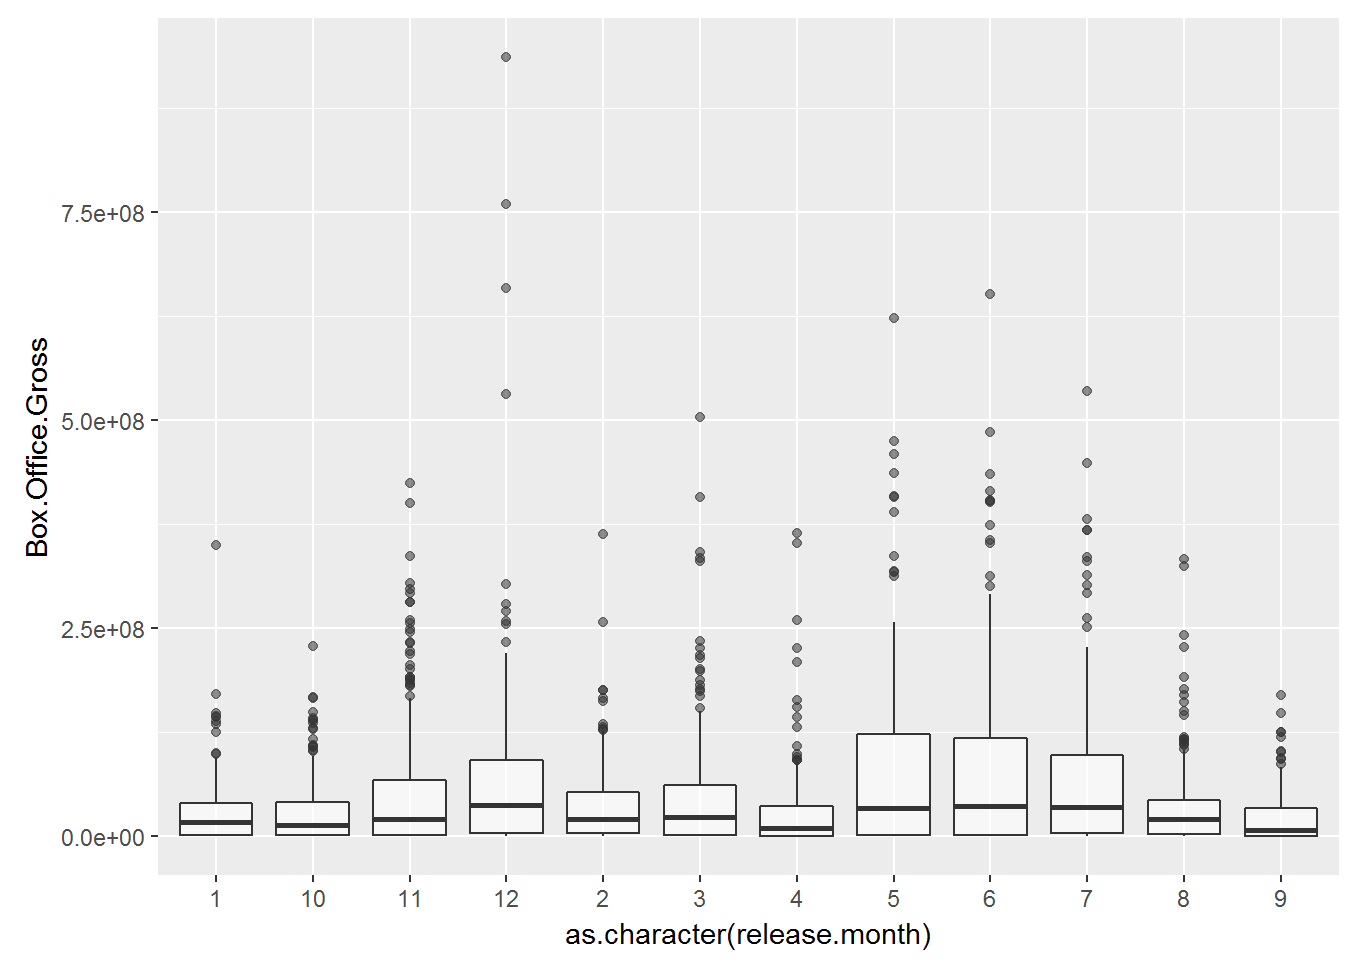 Box.Office.Gross
7.5e+08
5.0e+08
2.5e+08
0.0e+00
1 10 11 12 2 3 4 5 6 7 8 9
as.character(release.month)